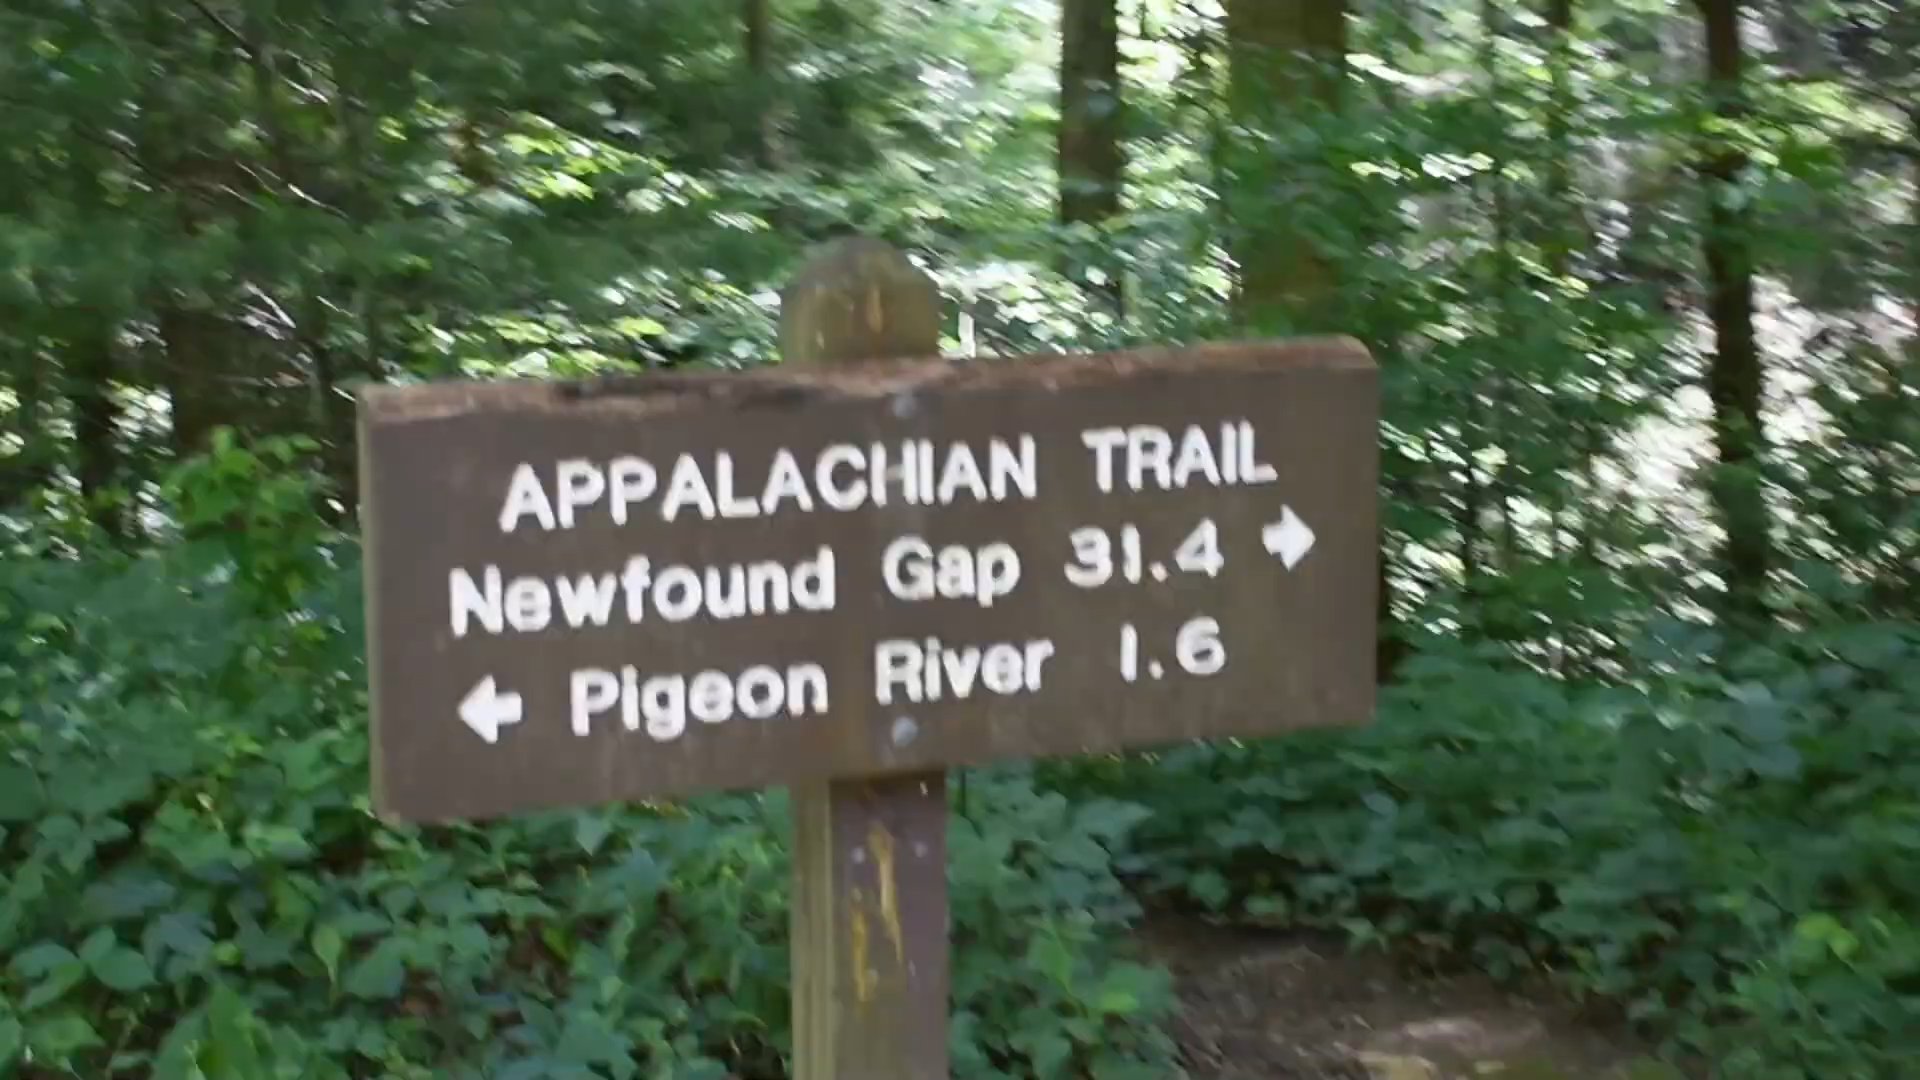 APPALACHIAN TRAIL
Newfound Gap 31.4 →
← Pigeon River 1.6